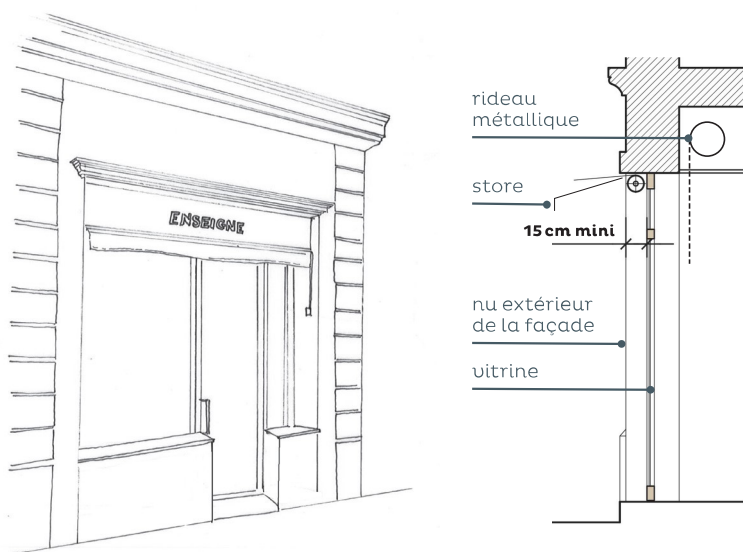 ENSEIGNE
rideau
métallique
store
15 cm mini
nu extérieur
de la façade
vitrine